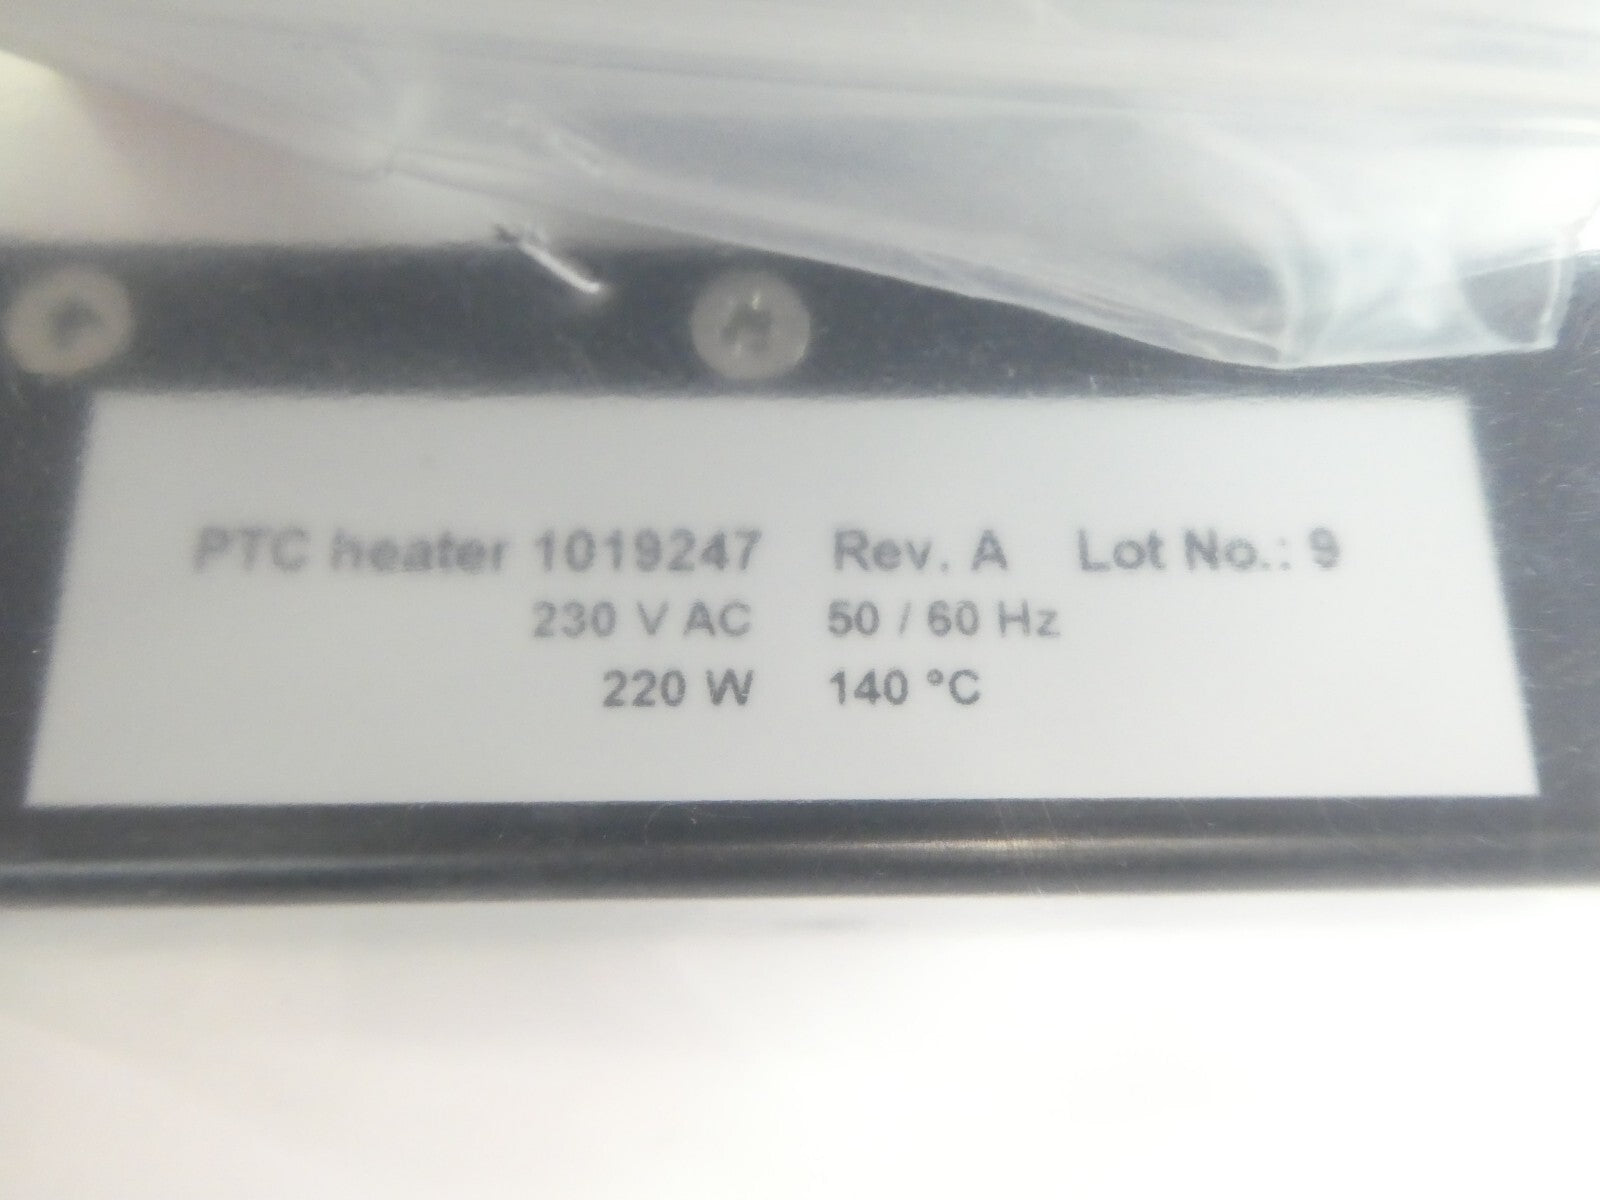 PTC heater 1019247 Rev. A Lot No.: 9
230 V AC 50 / 60 Hz
220 W 140 °C